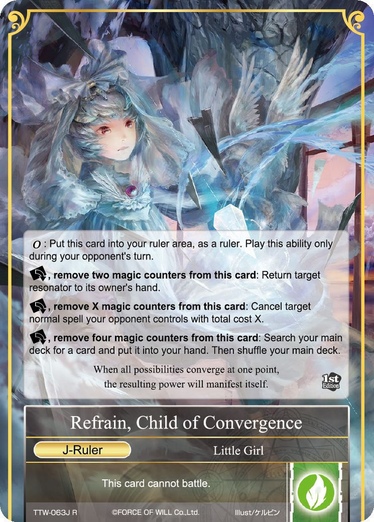 0 : Put this card into your ruler area, as a ruler. Play this ability only
during your opponent's turn.
, remove two magic counters from this card: Return target
resonator to its owner's hand.
, remove X magic counters from this card: Cancel target
normal spell your opponent controls with total cost X.
, remove four magic counters from this card: Search your main
deck for a card and put it into your hand. Then shuffle your main deck.
When all possibilities converge at one point,
the resulting power will manifest itself.
1st
Edition
Refrain, Child of Convergence
J-Ruler
Little Girl
This card cannot battle.
TTW-063J R
©FORCE OF WILL Co.,Ltd.
Illust/ケルビン